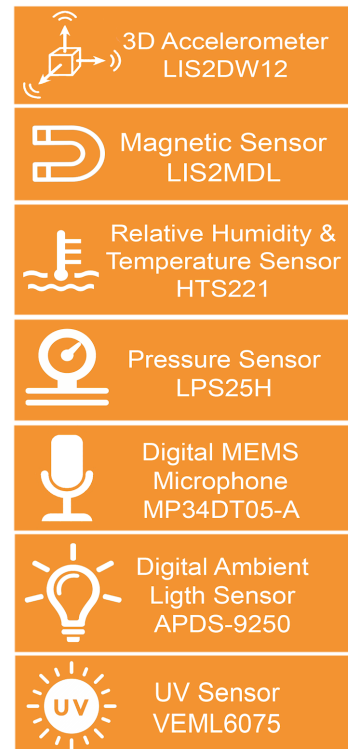 3D Accelerometer
LIS2DW12
Magnetic Sensor
LIS2MDL
Relative Humidity &
Temperature Sensor
HTS221
Pressure Sensor
LPS25H
Digital MEMS
Microphone
MP34DT05-A
Digital Ambient
Ligth Sensor
APDS-9250
UV
UV Sensor
VEML6075